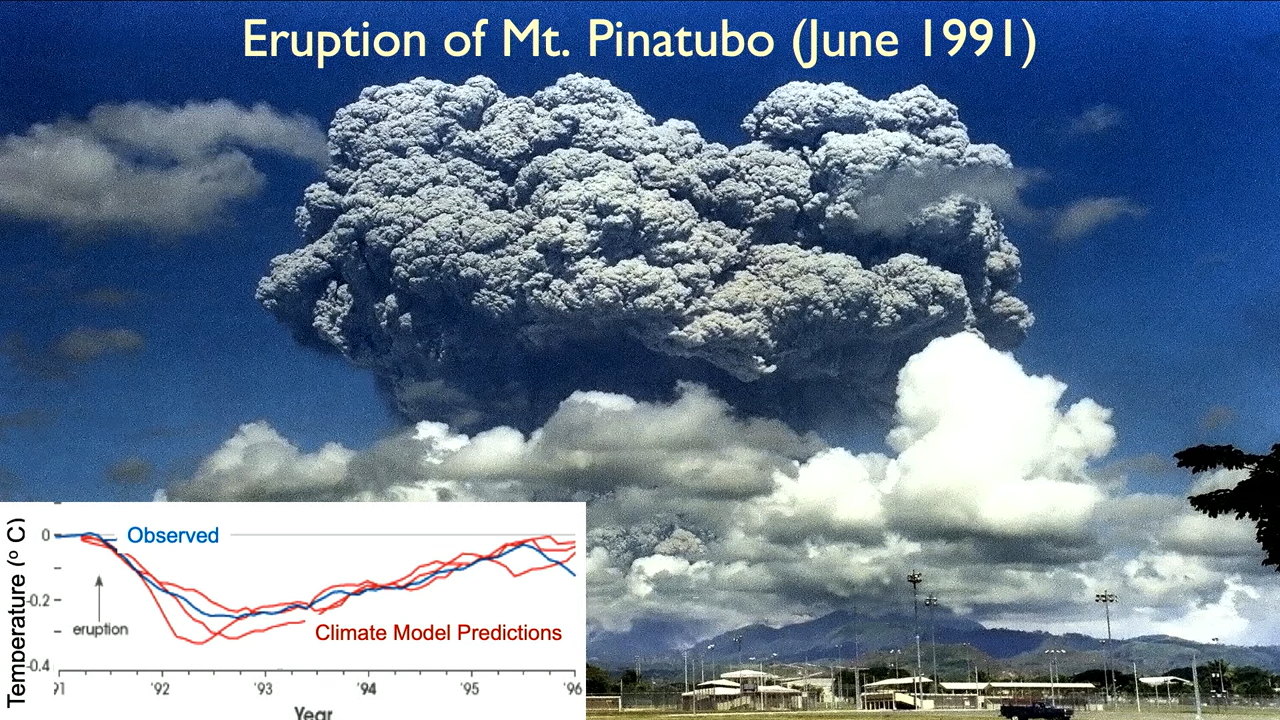 Eruption of Mt. Pinatubo (June 1991)
Temperature (º C)
0
-0.2
-0.4
Observed
eruption
Climate Model Predictions
'91
'92
'93
'94
'95
'96
Year